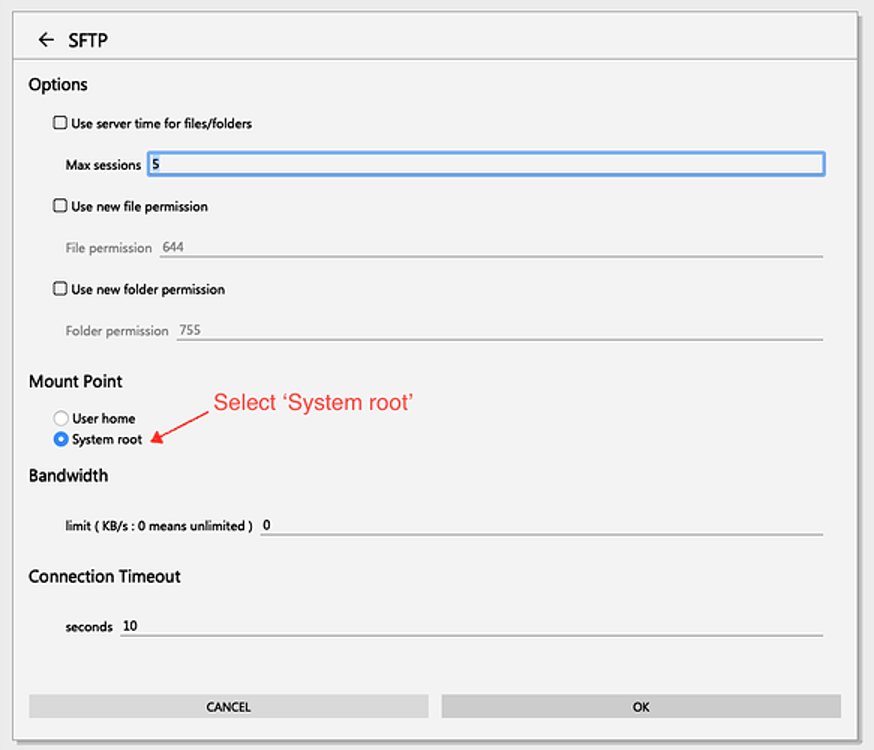 SFTP
Options
Use server time for files/folders
Max sessions 5
Use new file permission
File permission 644
Use new folder permission
Folder permission 755
Mount Point
Select ‘System root’
User home
System root
Bandwidth
limit ( KB/s : 0 means unlimited ) 0
Connection Timeout
seconds 10
CANCEL OK